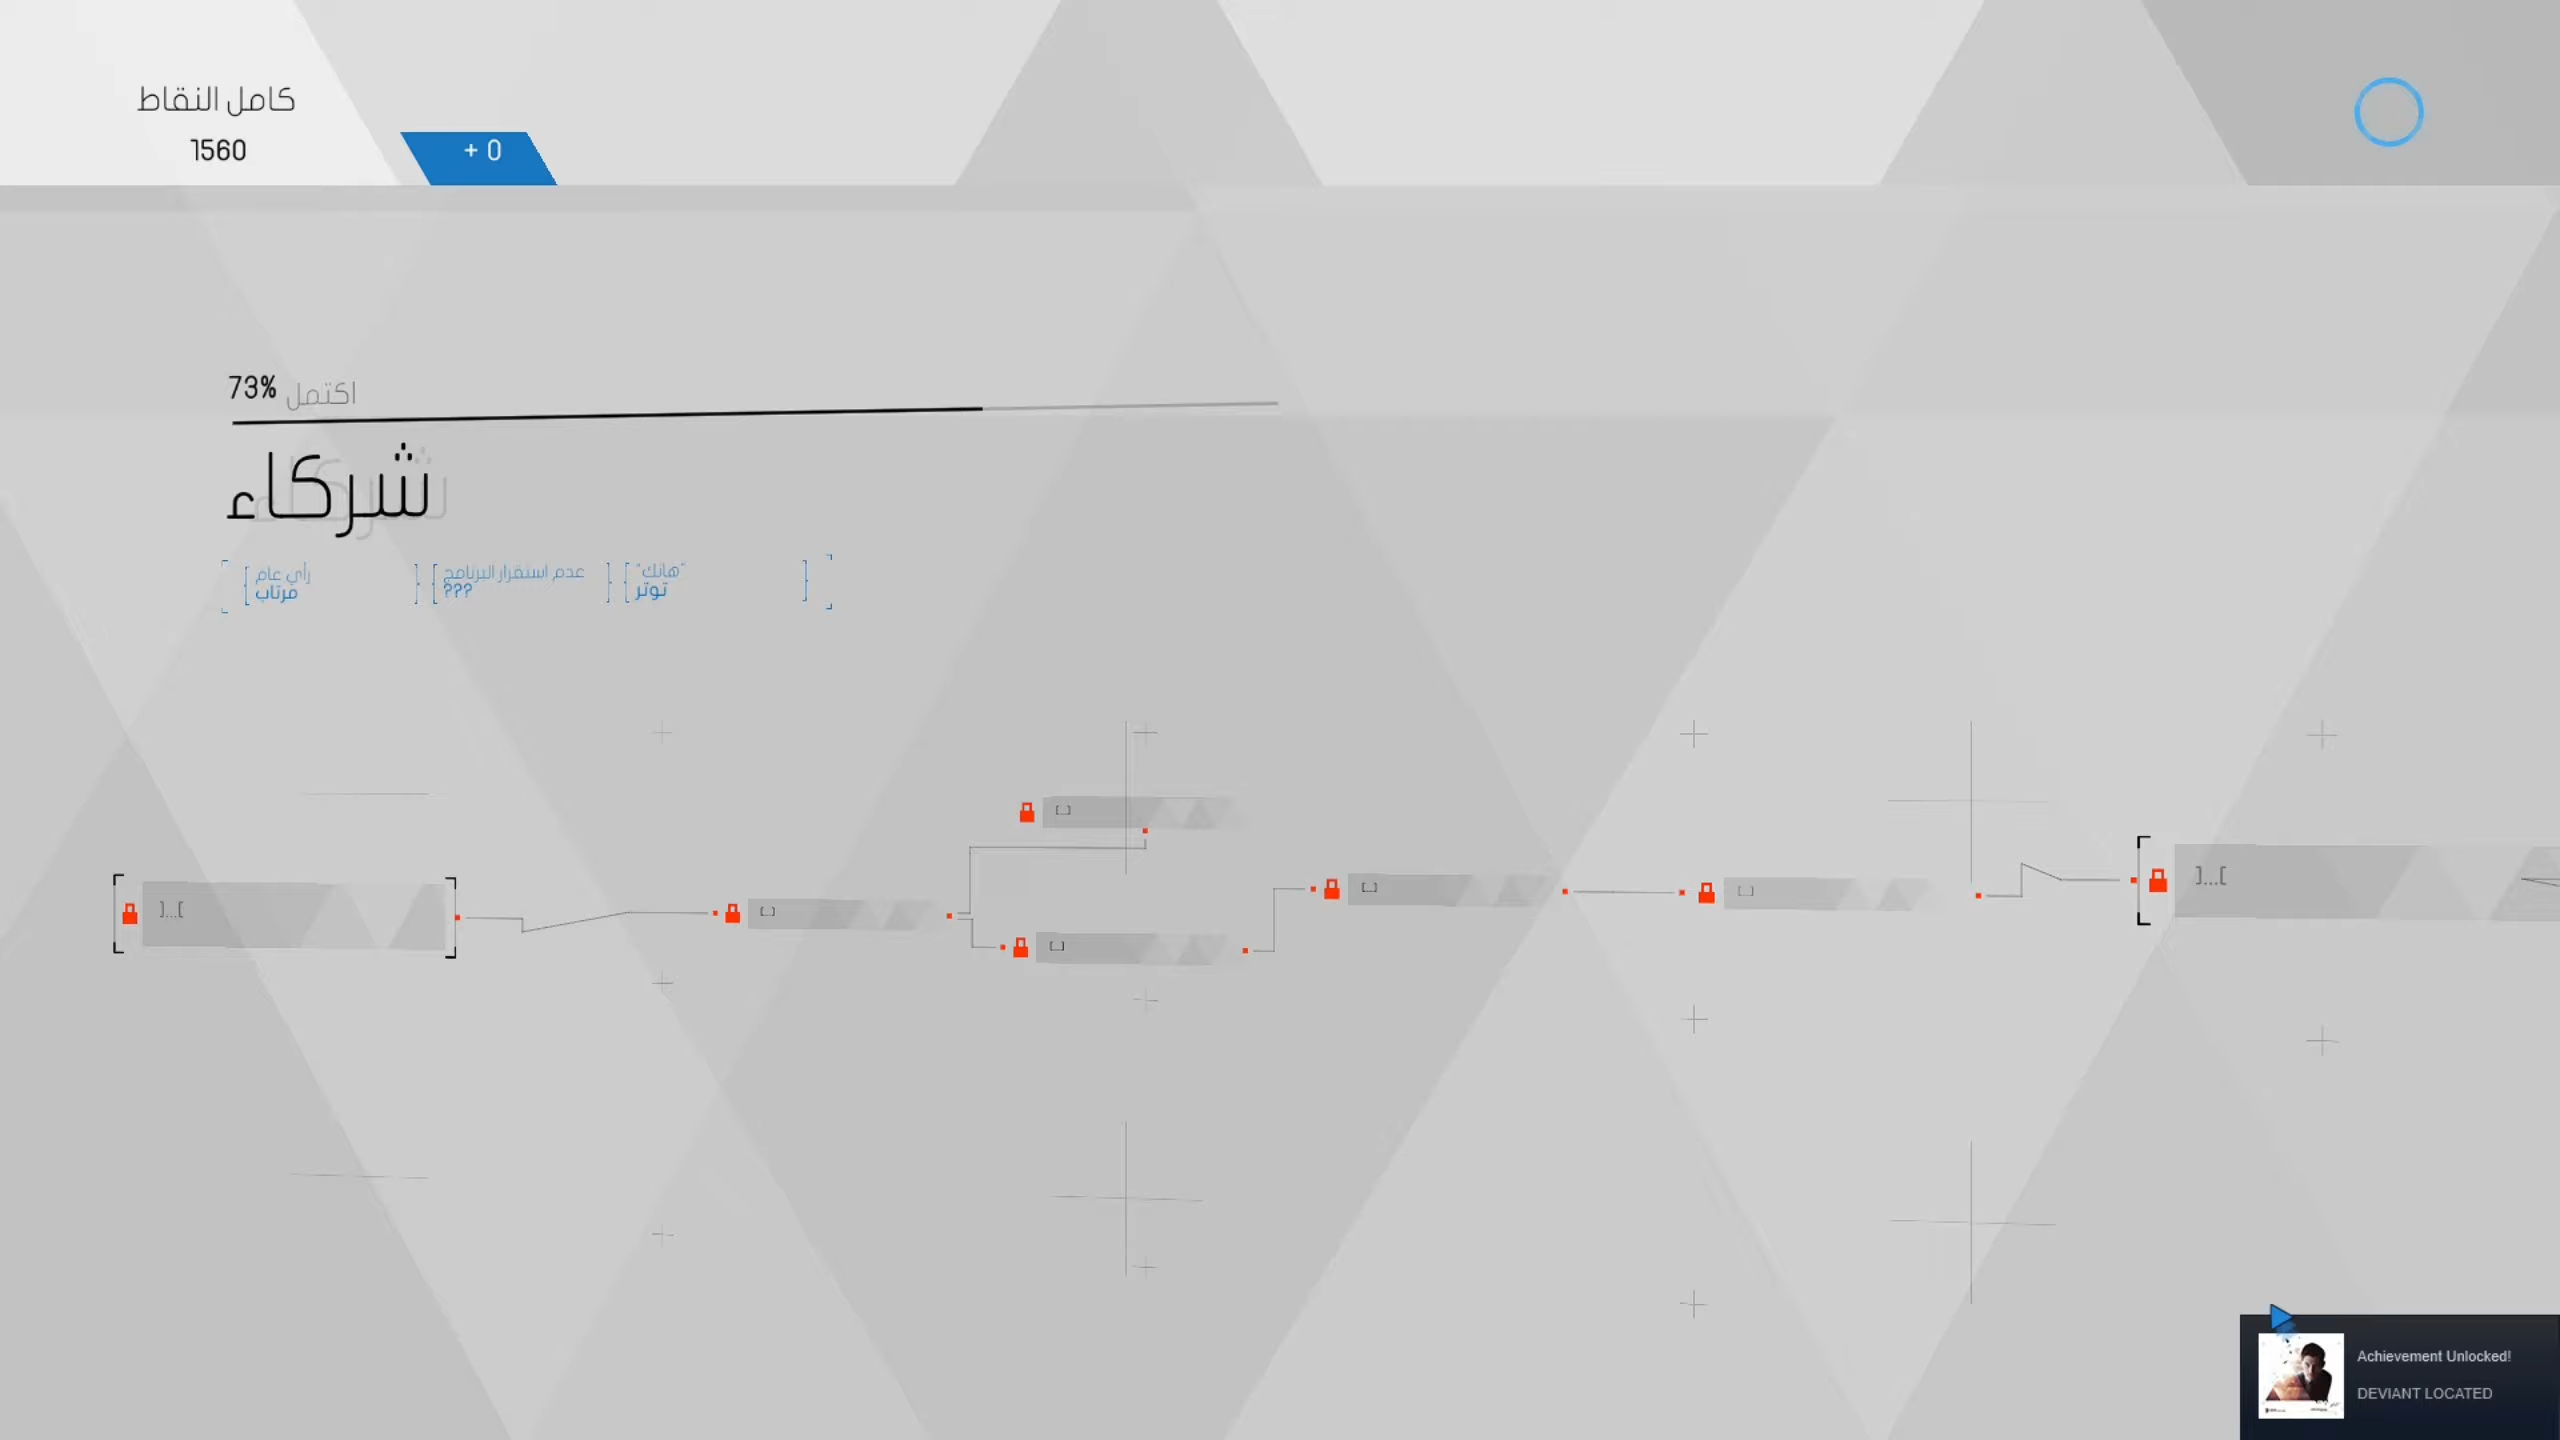 كامل النقاط
1560
+ 0
73% اكتمل
شركاء
رأي عام
مرتاب
عدم استقرار البرنامج
???
"هانك"
توتر
[...]
[...]
[...]
[...]
[...]
[...]
[...]
Achievement Unlocked!
DEVIANT LOCATED